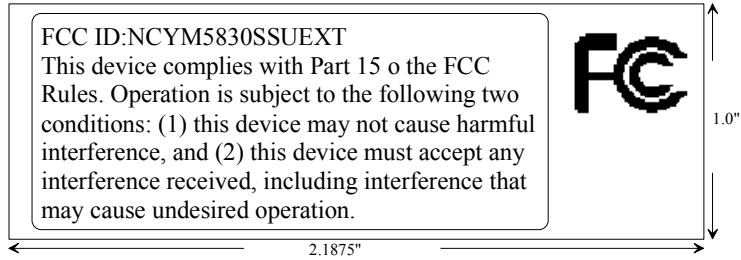 FCC ID:NCYM5830SSUEXT
This device complies with Part 15 o the FCC
Rules. Operation is subject to the following two
conditions: (1) this device may not cause harmful
interference, and (2) this device must accept any
interference received, including interference that
may cause undesired operation.
FCC
1.0"
2.1875"